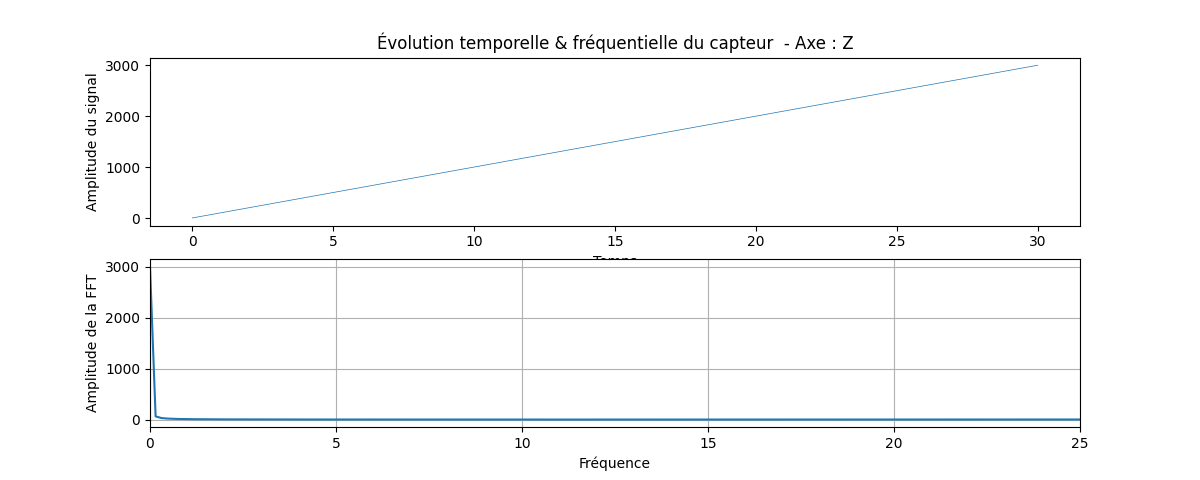 Évolution temporelle & fréquentielle du capteur - Axe : Z
Amplitude du signal
3000
2000
1000
0
0 5 10 15 20 25 30
Amplitude de la FFT
3000
2000
1000
0
0 5 10 15 20 25
Fréquence